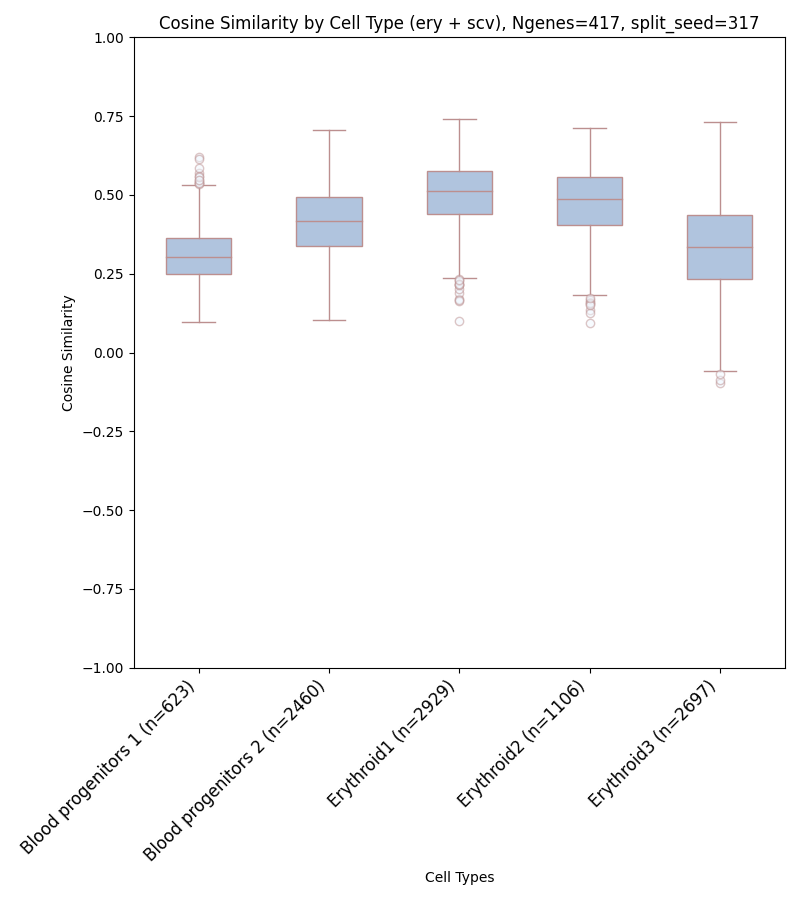 Cosine Similarity by Cell Type (ery + scv), Ngenes=417, split_seed=317
1.00
0.75
0.50
0.25
0.00
−0.25
−0.50
−0.75
−1.00
Cosine Similarity
Blood progenitors 1 (n=623)
Blood progenitors 2 (n=2460)
Erythroid1 (n=2929)
Erythroid2 (n=1106)
Erythroid3 (n=2697)
Cell Types